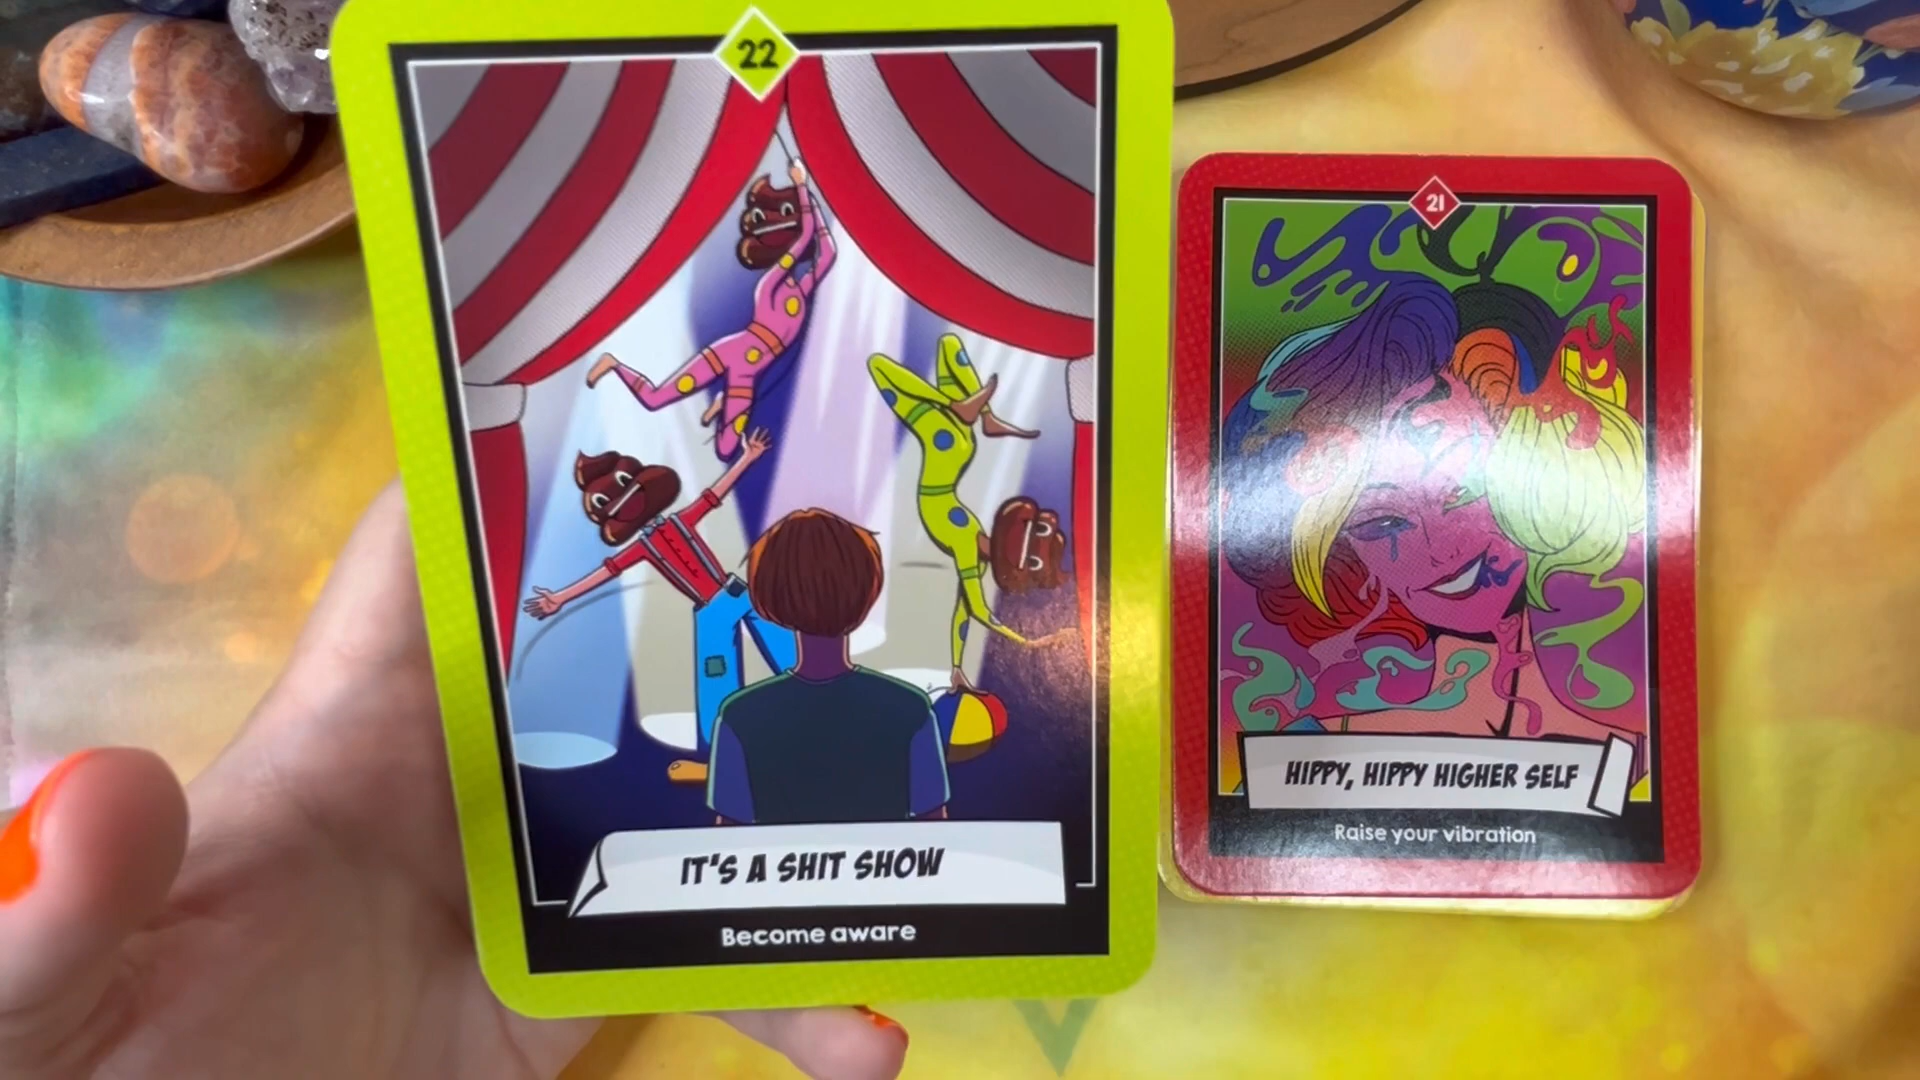 22
IT'S A SHIT SHOW
Become aware
21
HIPPY, HIPPY HIGHER SELF
Raise your vibration